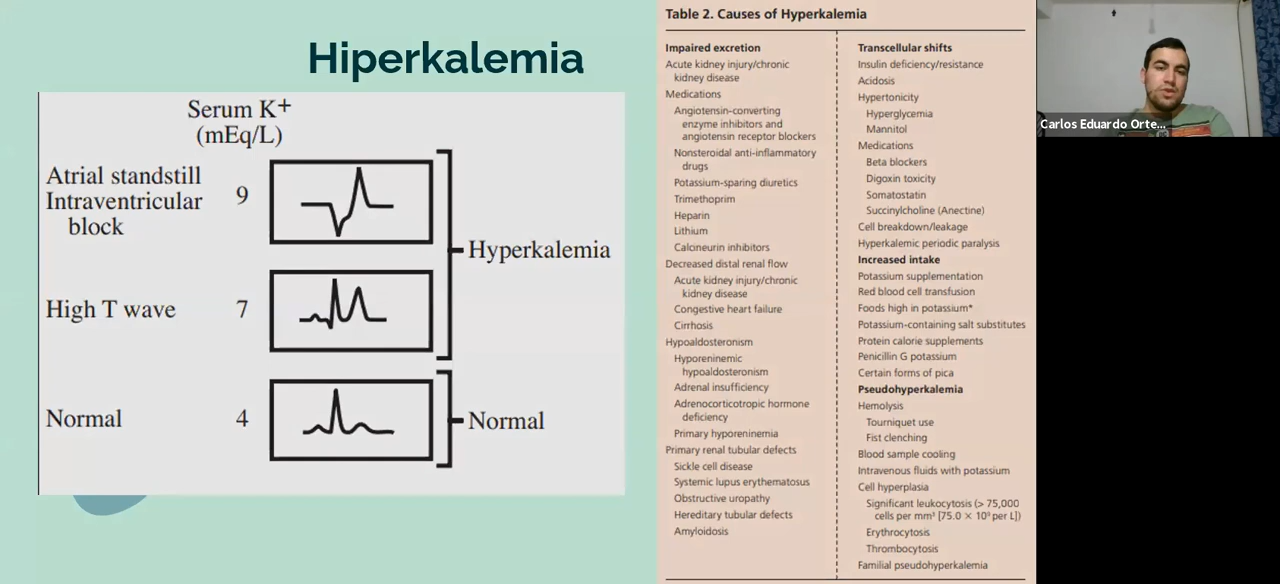 Hiperkalemia
Serum K+
(mEq/L)
Atrial standstill
Intraventricular
block
9
Hyperkalemia
High T wave
7
Normal
4
Normal
Table 2. Causes of Hyperkalemia
Impaired excretion
Acute kidney injury/chronic
kidney disease
Medications
Angiotensin-converting
enzyme inhibitors and
angiotensin receptor blockers
Nonsteroidal anti-inflammatory
drugs
Potassium-sparing diuretics
Trimethoprim
Heparin
Lithium
Calcineurin inhibitors
Decreased distal renal flow
Acute kidney injury/chronic
kidney disease
Congestive heart failure
Cirrhosis
Hypoaldosteronism
Hyporeninemic
hypoaldosteronism
Adrenal insufficiency
Adrenocorticotropic hormone
deficiency
Primary hyporeninemia
Primary renal tubular defects
Sickle cell disease
Systemic lupus erythematosus
Obstructive uropathy
Hereditary tubular defects
Amyloidosis
Transcellular shifts
Insulin deficiency/resistance
Acidosis
Hypertonicity
Hyperglycemia
Mannitol
Medications
Beta blockers
Digoxin toxicity
Somatostatin
Succinylcholine (Anectine)
Cell breakdown/leakage
Hyperkalemic periodic paralysis
Increased intake
Potassium supplementation
Red blood cell transfusion
Foods high in potassium*
Potassium-containing salt substitutes
Protein calorie supplements
Penicillin G potassium
Certain forms of pica
Pseudohyperkalemia
Hemolysis
Tourniquet use
Fist clenching
Blood sample cooling
Intravenous fluids with potassium
Cell hyperplasia
Significant leukocytosis (> 75,000
cells per mm³ [75.0 × 10⁹ per L])
Erythrocytosis
Thrombocytosis
Familial pseudohyperkalemia
Carlos Eduardo Orte...